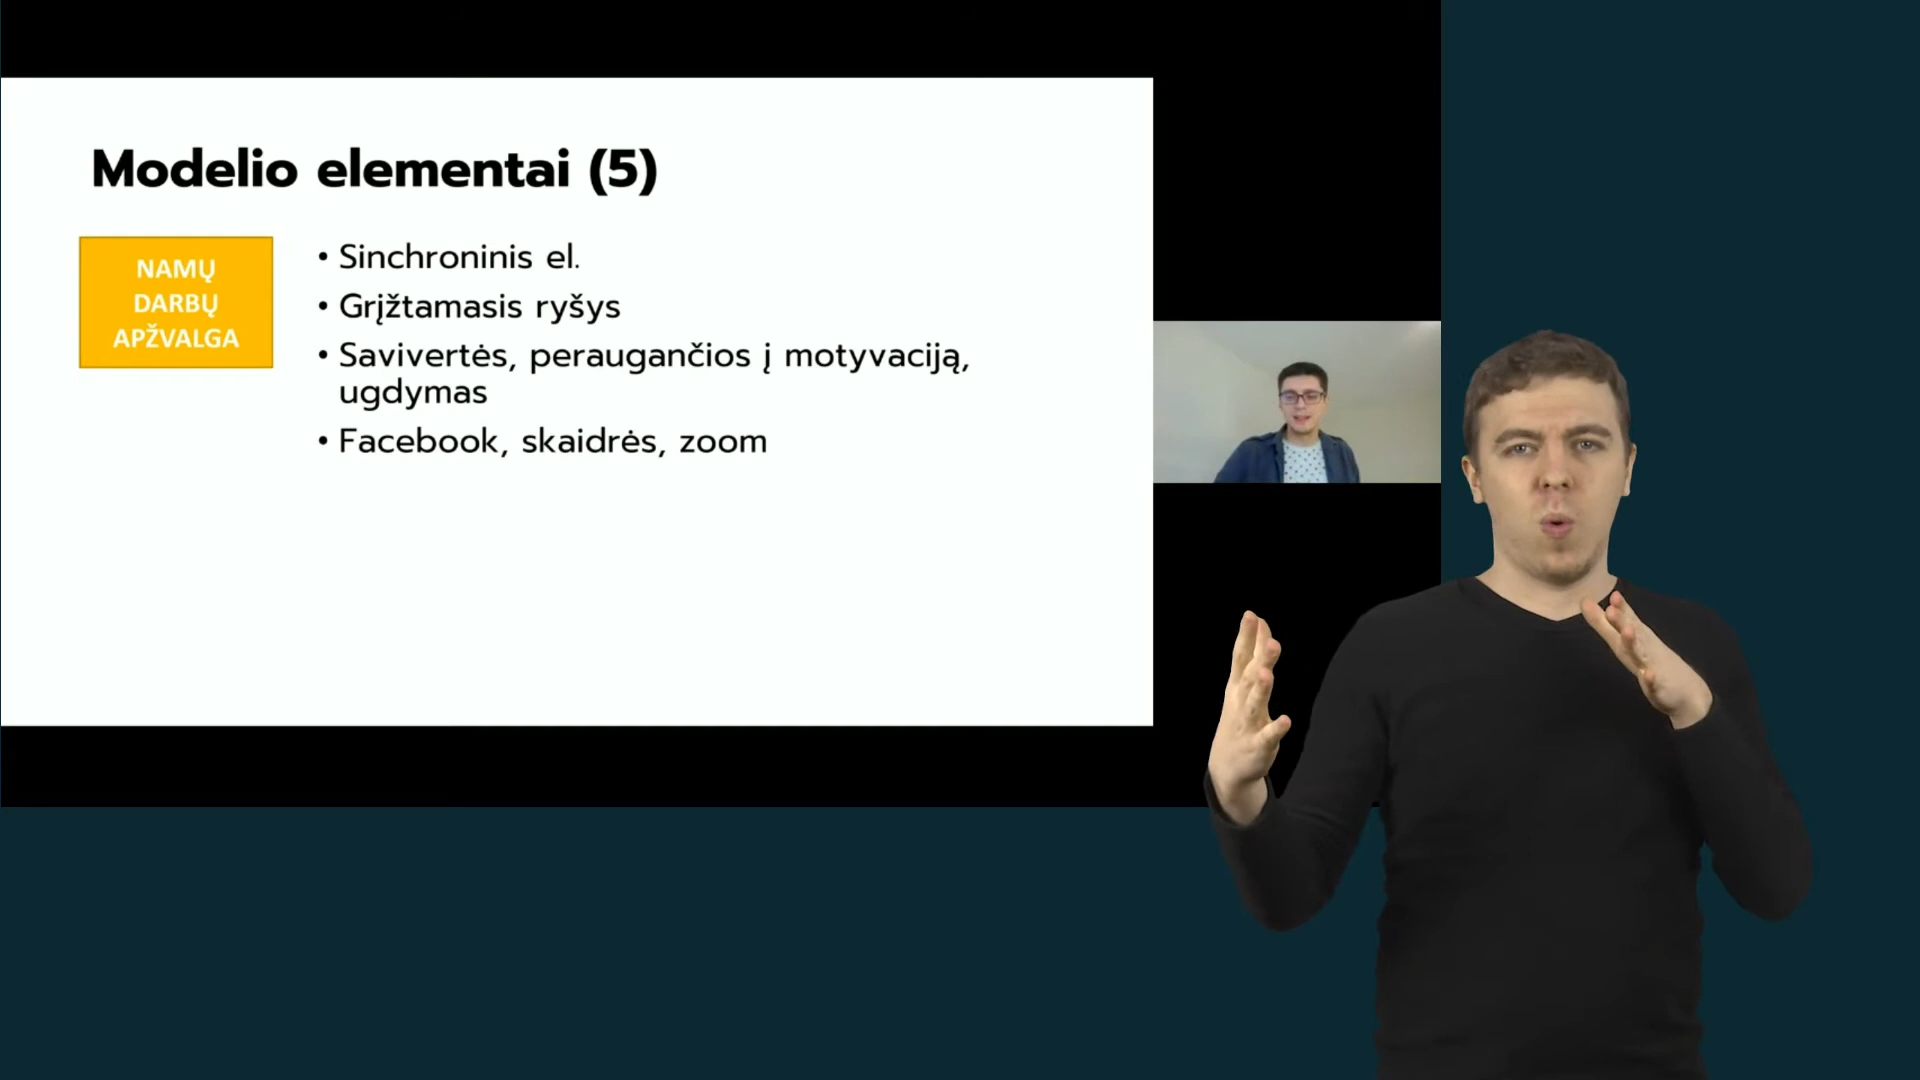 Modelio elementai (5)
NAMŲ
DARBŲ
APŽVALGA
• Sinchroninis el.
• Grįžtamasis ryšys
• Savivertės, peraugančios į motyvaciją,
ugdymas
• Facebook, skaidrės, zoom